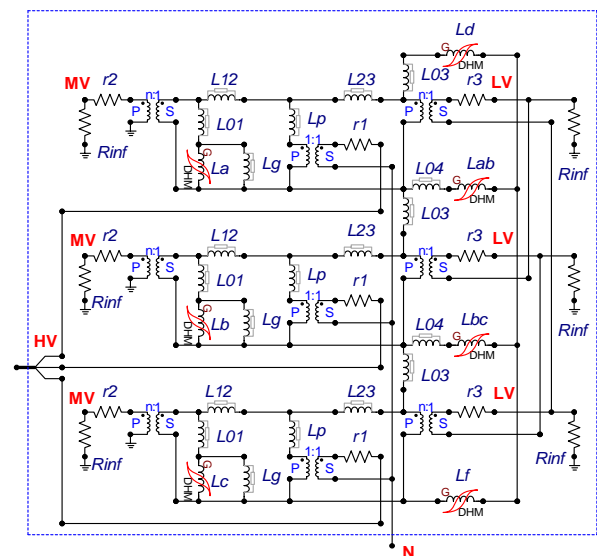 Ld
G
DHM
MV r2 n:1 L12 L23 L03 r3 LV
P S
P S
L01 Lp r1
1:1
Rinf
G
La
DHM
Lg
P S
L04 Lab
G
DHM
Rinf
L03
MV r2 n:1 L12 L23 r3 LV
P S
P S
L01 Lp r1
1:1
Rinf
G
Lb
DHM
Lg
P S
L04 Lbc
G
DHM
Rinf
HV
L03
MV r2 n:1 L12 L23 r3 LV
P S
P S
L01 Lp r1
1:1
Rinf
G
Lc
DHM
Lg
P S
Lf
G
DHM
Rinf
N